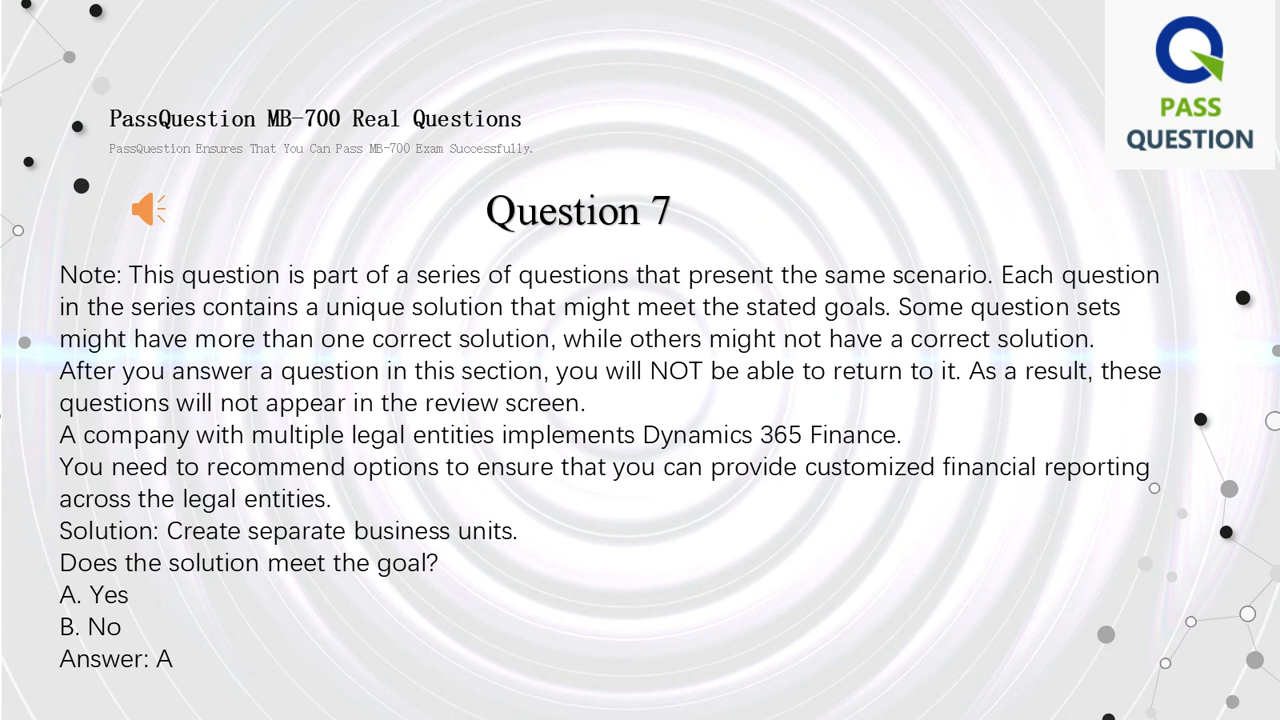 PassQuestion MB-700 Real Questions
PassQuestion Ensures That You Can Pass MB-700 Exam Successfully.
PASS
QUESTION
Question 7
Note: This question is part of a series of questions that present the same scenario. Each question
in the series contains a unique solution that might meet the stated goals. Some question sets
might have more than one correct solution, while others might not have a correct solution.
After you answer a question in this section, you will NOT be able to return to it. As a result, these
questions will not appear in the review screen.
A company with multiple legal entities implements Dynamics 365 Finance.
You need to recommend options to ensure that you can provide customized financial reporting
across the legal entities.
Solution: Create separate business units.
Does the solution meet the goal?
A. Yes
B. No
Answer: A